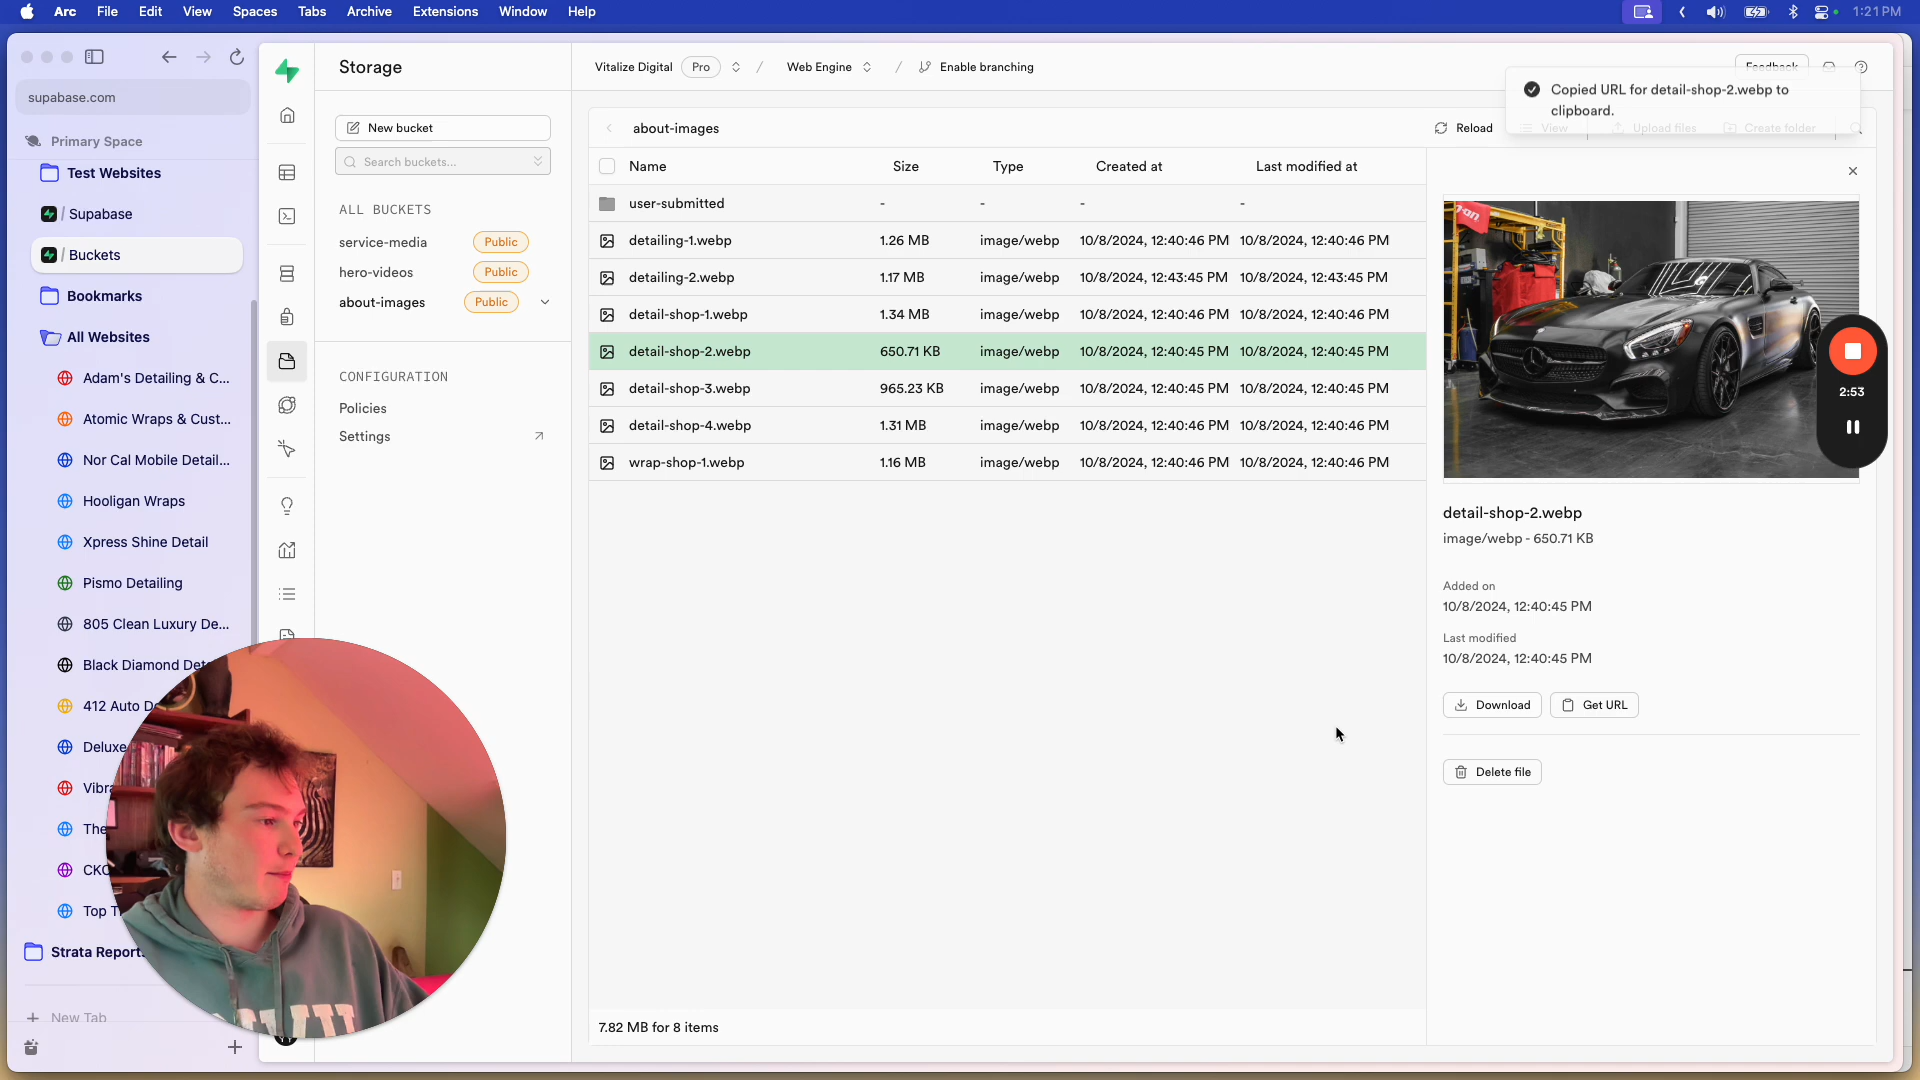 Arc File Edit View Spaces Tabs Archive Extensions Window Help
1:21 PM
supabase.com
Primary Space
Test Websites
/ Supabase
/ Buckets
Bookmarks
All Websites
Adam's Detailing & C...
Atomic Wraps & Cust...
Nor Cal Mobile Detail...
Hooligan Wraps
Xpress Shine Detail
Pismo Detailing
805 Clean Luxury De...
Black Diamond Det
412 Auto D
Deluxe
Vibra
The
CKC
Top T
Strata Report
New Tab
Storage
New bucket
Search buckets...
ALL BUCKETS
service-media Public
hero-videos Public
about-images Public
CONFIGURATION
Policies
Settings
Vitalize Digital Pro / Web Engine / Enable branching
Feedback
Copied URL for detail-shop-2.webp to
clipboard.
about-images
Reload View Upload files Create folder
Name Size Type Created at Last modified at
user-submitted - - - -
detailing-1.webp 1.26 MB image/webp 10/8/2024, 12:40:46 PM 10/8/2024, 12:40:46 PM
detailing-2.webp 1.17 MB image/webp 10/8/2024, 12:43:45 PM 10/8/2024, 12:43:45 PM
detail-shop-1.webp 1.34 MB image/webp 10/8/2024, 12:40:46 PM 10/8/2024, 12:40:46 PM
detail-shop-2.webp 650.71 KB image/webp 10/8/2024, 12:40:45 PM 10/8/2024, 12:40:45 PM
detail-shop-3.webp 965.23 KB image/webp 10/8/2024, 12:40:45 PM 10/8/2024, 12:40:45 PM
detail-shop-4.webp 1.31 MB image/webp 10/8/2024, 12:40:46 PM 10/8/2024, 12:40:46 PM
wrap-shop-1.webp 1.16 MB image/webp 10/8/2024, 12:40:46 PM 10/8/2024, 12:40:46 PM
7.82 MB for 8 items
2:53
detail-shop-2.webp
image/webp - 650.71 KB
Added on
10/8/2024, 12:40:45 PM
Last modified
10/8/2024, 12:40:45 PM
Download Get URL
Delete file